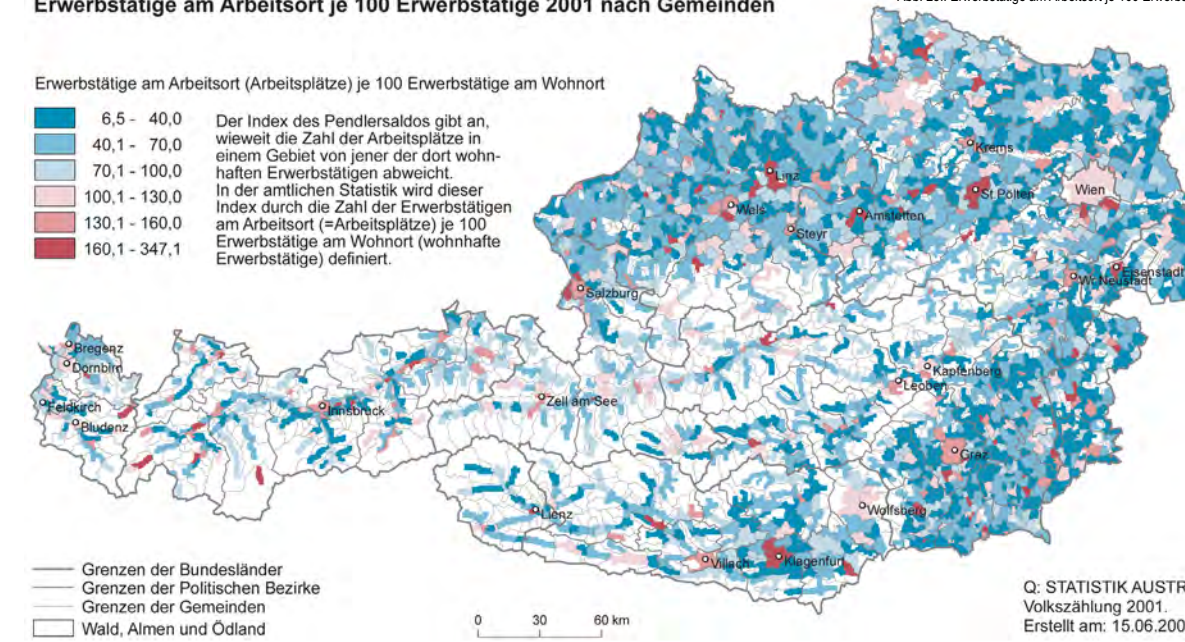 Erwerbstätige am Arbeitsort je 100 Erwerbstätige 2001 nach Gemeinden
Erwerbstätige am Arbeitsort (Arbeitsplätze) je 100 Erwerbstätige am Wohnort
6,5 - 40,0
40,1 - 70,0
70,1 - 100,0
100,1 - 130,0
130,1 - 160,0
160,1 - 347,1
Der Index des Pendlersaldos gibt an,
wieweit die Zahl der Arbeitsplätze in
einem Gebiet von jener der dort wohn-
haften Erwerbstätigen abweicht.
In der amtlichen Statistik wird dieser
Index durch die Zahl der Erwerbstätigen
am Arbeitsort (=Arbeitsplätze) je 100
Erwerbstätige am Wohnort (wohnhafte
Erwerbstätige) definiert.
Krems
Linz
Wien
St.Pölten
Wels
Amstetten
Steyr
Eisenstadt
Wr.Neustadt
Salzburg
Bregenz
Dornbirn
Kapfenberg
Leoben
Feldkirch
Innsbruck
Zell am See
Bludenz
Graz
Wolfsberg
Lienz
Villach
Klagenfurt
Grenzen der Bundesländer
Grenzen der Politischen Bezirke
Grenzen der Gemeinden
Wald, Almen und Ödland
0 30 60 km
Q: STATISTIK AUSTR
Volkszählung 2001.
Erstellt am: 15.06.200